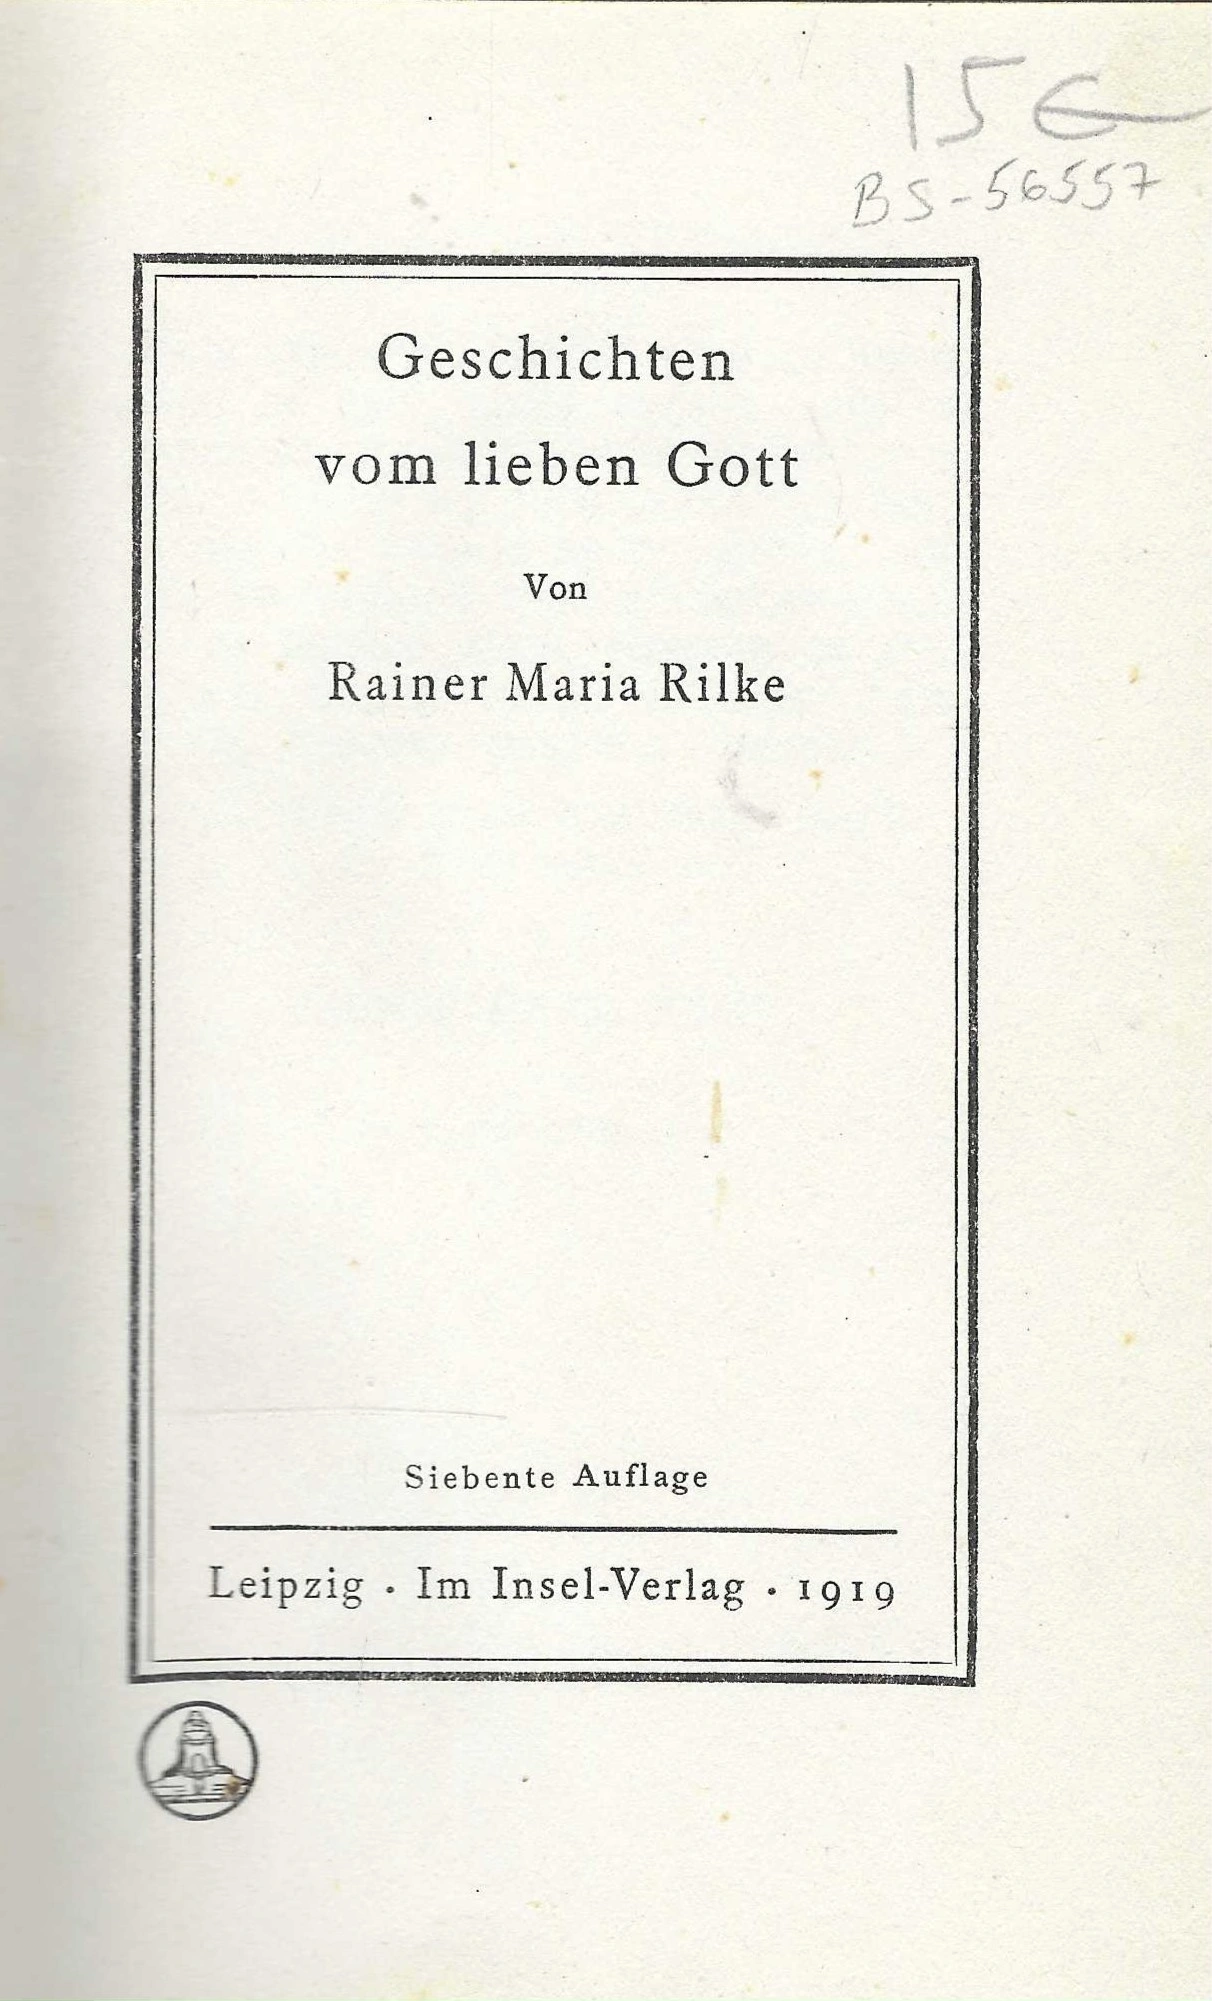 15 €
BS-56557
Geschichten
vom lieben Gott
Von
Rainer Maria Rilke
Siebente Auflage
Leipzig · Im Insel-Verlag · 1919